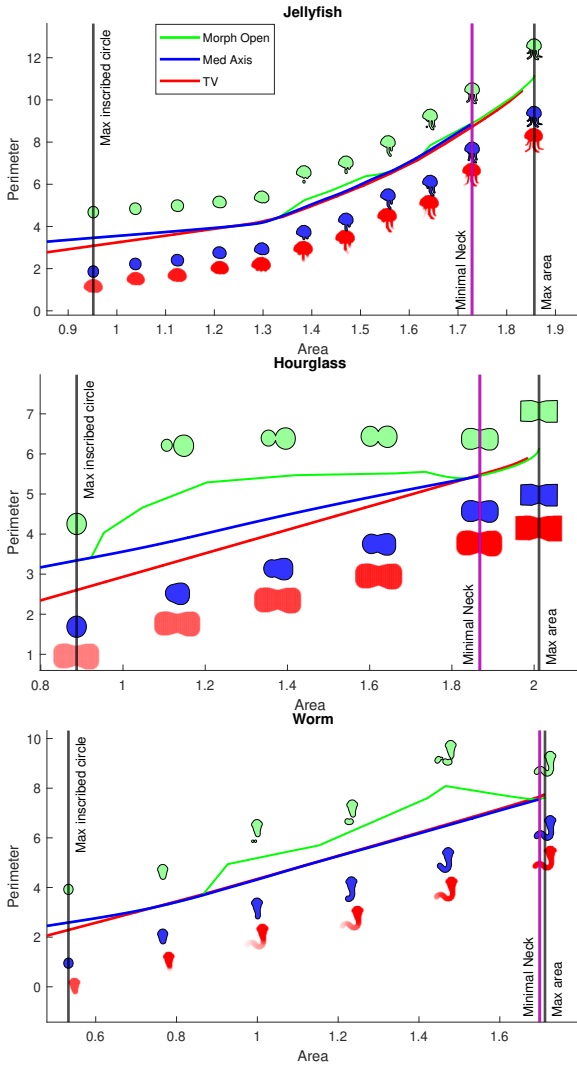 Jellyfish
Morph Open
Med Axis
TV
Max inscribed circle
Minimal Neck
Max area
Perimeter
12
10
8
6
4
2
0
0.9 1 1.1 1.2 1.3 1.4 1.5 1.6 1.7 1.8 1.9
Area
Hourglass
Max inscribed circle
Minimal Neck
Max area
Perimeter
7
6
5
4
3
2
1
0.8 1 1.2 1.4 1.6 1.8 2
Area
Worm
Max inscribed circle
Minimal Neck
Max area
Perimeter
10
8
6
4
2
0
0.6 0.8 1 1.2 1.4 1.6
Area